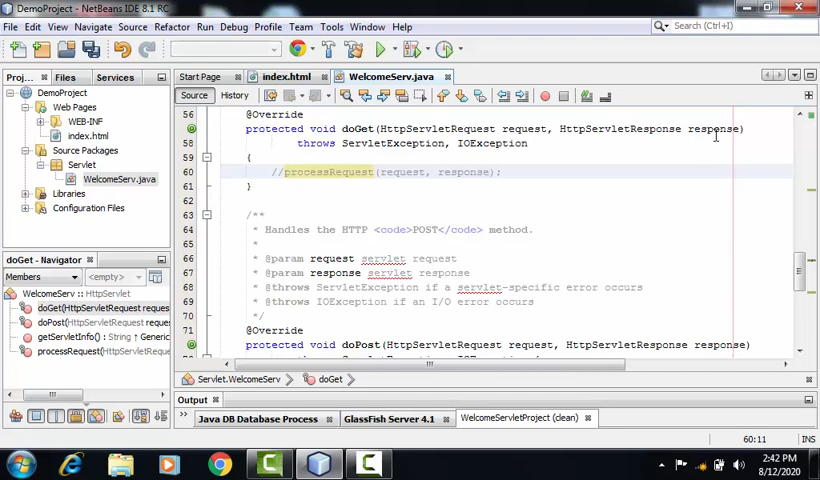 DemoProject - NetBeans IDE 8.1 RC2
File Edit View Navigate Source Refactor Run Debug Profile Team Tools Window Help
Search (Ctrl+I)
Proj... Files Services
Start Page index.html WelcomeServ.java
Source History
DemoProject
Web Pages
WEB-INF
index.html
Source Packages
Servlet
WelcomeServ.java
Libraries
Configuration Files
56 @Override
protected void doGet(HttpServletRequest request, HttpServletResponse response)
58 throws ServletException, IOException
59 {
60 //processRequest(request, response);
61 }
62
63 /**
64 * Handles the HTTP <code>POST</code> method.
65 *
66 * @param request servlet request
67 * @param response servlet response
68 * @throws ServletException if a servlet-specific error occurs
69 * @throws IOException if an I/O error occurs
70 */
71 @Override
protected void doPost(HttpServletRequest request, HttpServletResponse response)
doGet - Navigator
Members <empty>
WelcomeServ :: HttpServlet
doGet(HttpServletRequest reques
doPost(HttpServletRequest reque
getServletInfo() : String ↑ Generic
processRequest(HttpServletReque
Servlet.WelcomeServ doGet
Output
Java DB Database Process GlassFish Server 4.1 WelcomeServletProject (clean)
60:11 INS
2:42 PM
8/12/2020